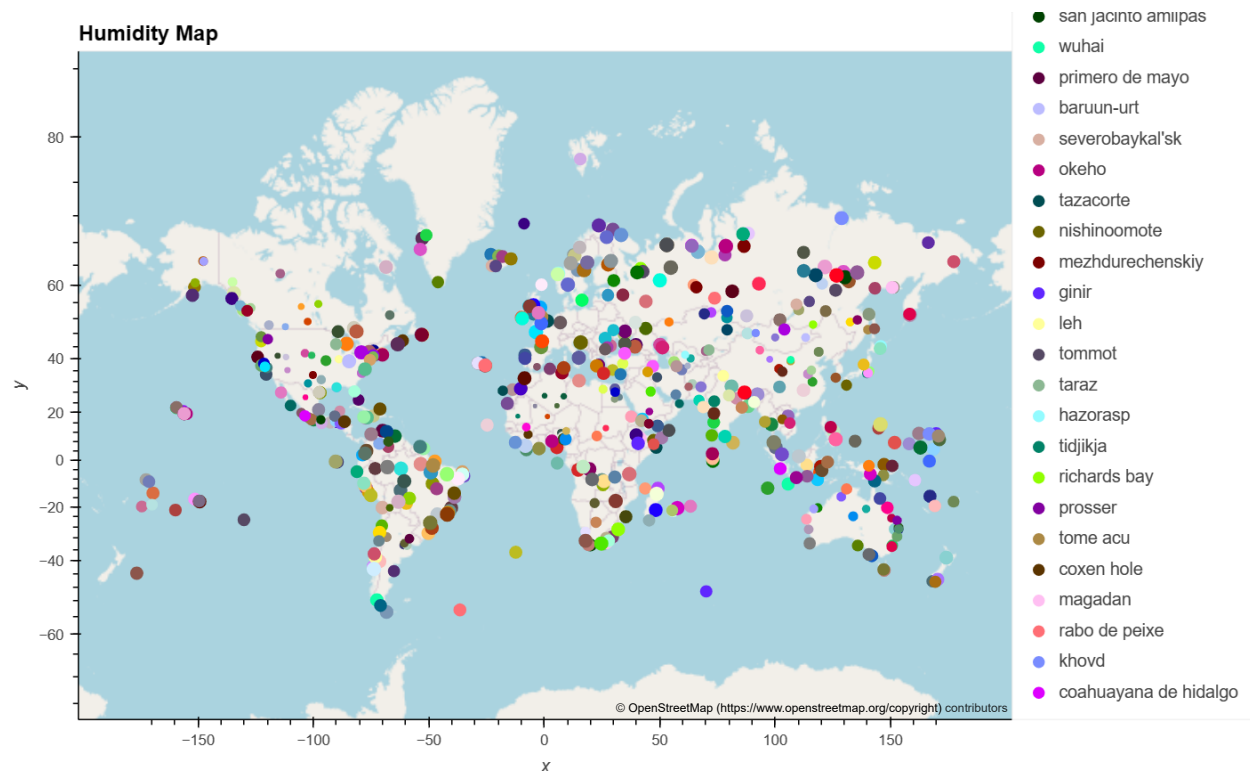 Humidity Map
san jacinto amilpas
wuhai
primero de mayo
baruun-urt
severobaykal'sk
okeho
tazacorte
nishinoomote
mezhdurechenskiy
ginir
leh
tommot
taraz
hazorasp
tidjikja
richards bay
prosser
tome acu
coxen hole
magadan
rabo de peixe
khovd
coahuayana de hidalgo
80
60
40
20
0
−20
−40
−60
y
© OpenStreetMap (https://www.openstreetmap.org/copyright) contributors
−150
−100
−50
0
50
100
150
x